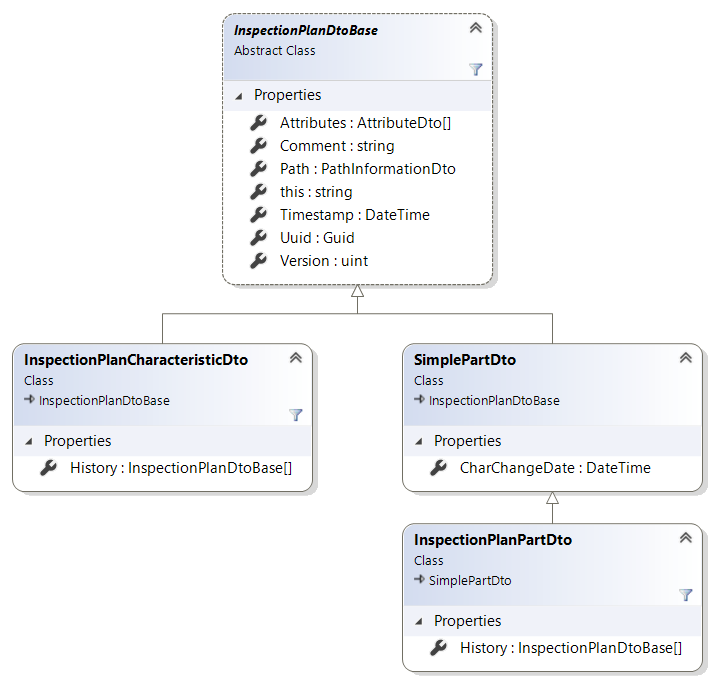 InspectionPlanDtoBase
Abstract Class
Properties
Attributes : AttributeDto[]
Comment : string
Path : PathInformationDto
this : string
Timestamp : DateTime
Uuid : Guid
Version : uint
InspectionPlanCharacteristicDto
Class
InspectionPlanDtoBase
Properties
History : InspectionPlanDtoBase[]
SimplePartDto
Class
InspectionPlanDtoBase
Properties
CharChangeDate : DateTime
InspectionPlanPartDto
Class
SimplePartDto
Properties
History : InspectionPlanDtoBase[]